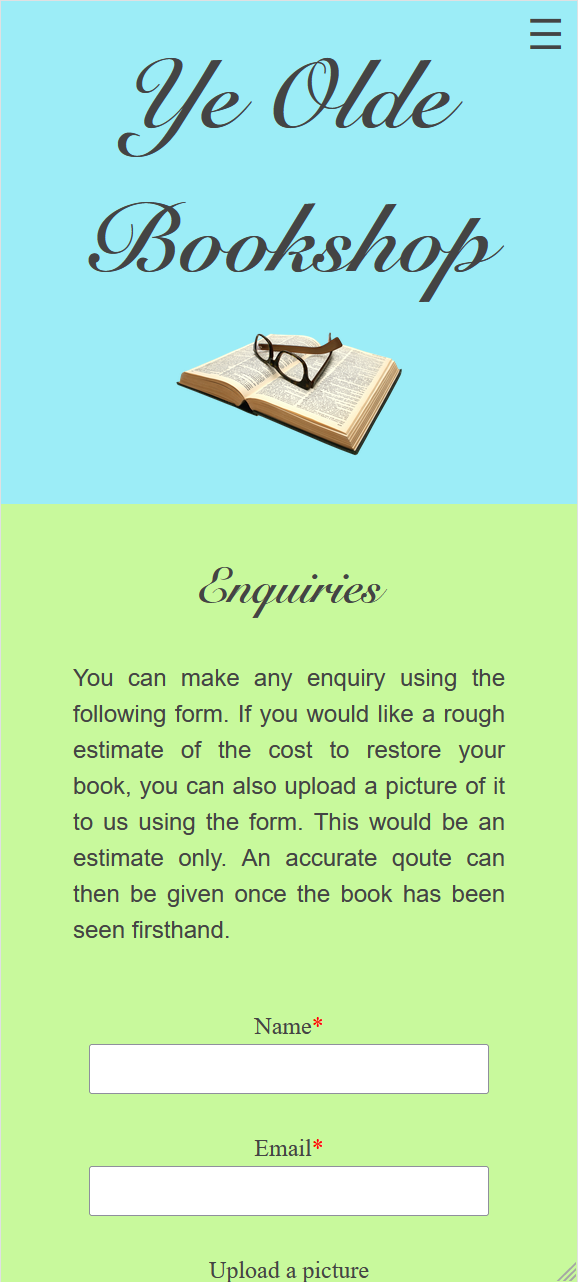 Ye Olde
Bookshop
Enquiries
You can make any enquiry using the
following form. If you would like a rough
estimate of the cost to restore your
book, you can also upload a picture of it
to us using the form. This would be an
estimate only. An accurate qoute can
then be given once the book has been
seen firsthand.
Name*
Email*
Upload a picture